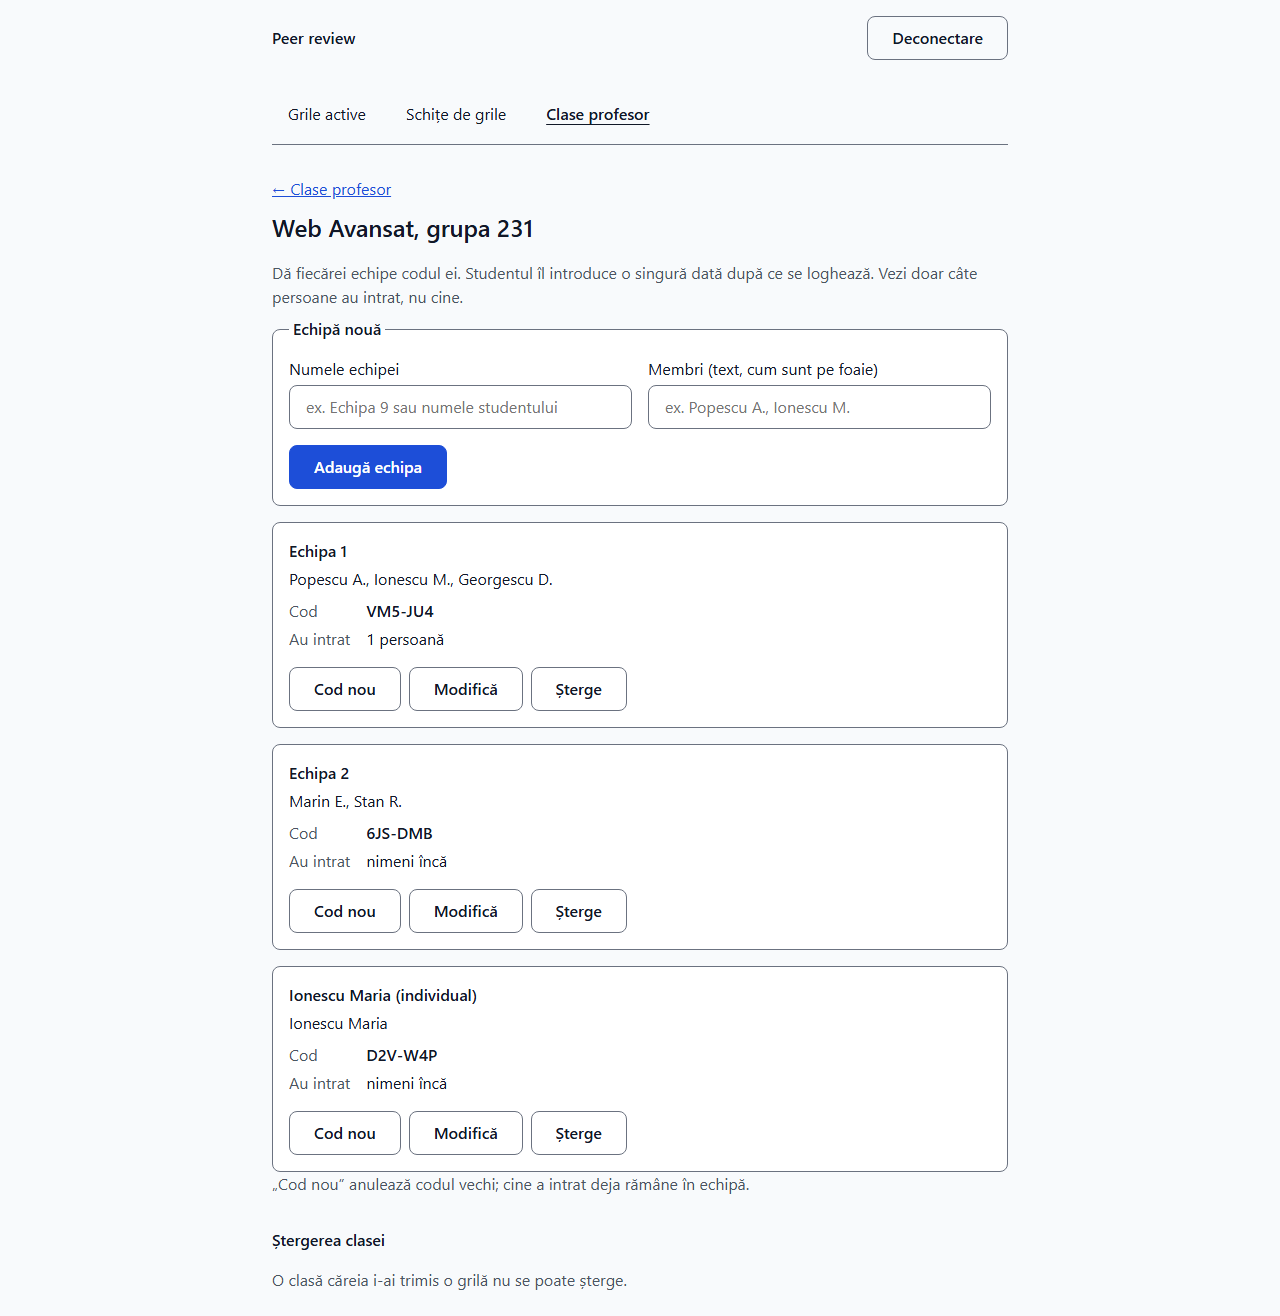 Peer review
Deconectare
Grile active
Schițe de grile
Clase profesor
← Clase profesor
Web Avansat, grupa 231
Dă fiecărei echipe codul ei. Studentul îl introduce o singură dată după ce se loghează. Vezi doar câte
persoane au intrat, nu cine.
Echipă nouă
Numele echipei
Membri (text, cum sunt pe foaie)
ex. Echipa 9 sau numele studentului
ex. Popescu A., Ionescu M.
Adaugă echipa
Echipa 1
Popescu A., Ionescu M., Georgescu D.
Cod VM5-JU4
Au intrat 1 persoană
Cod nou
Modifică
Șterge
Echipa 2
Marin E., Stan R.
Cod 6JS-DMB
Au intrat nimeni încă
Cod nou
Modifică
Șterge
Ionescu Maria (individual)
Ionescu Maria
Cod D2V-W4P
Au intrat nimeni încă
Cod nou
Modifică
Șterge
„Cod nou” anulează codul vechi; cine a intrat deja rămâne în echipă.
Ștergerea clasei
O clasă căreia i-ai trimis o grilă nu se poate șterge.